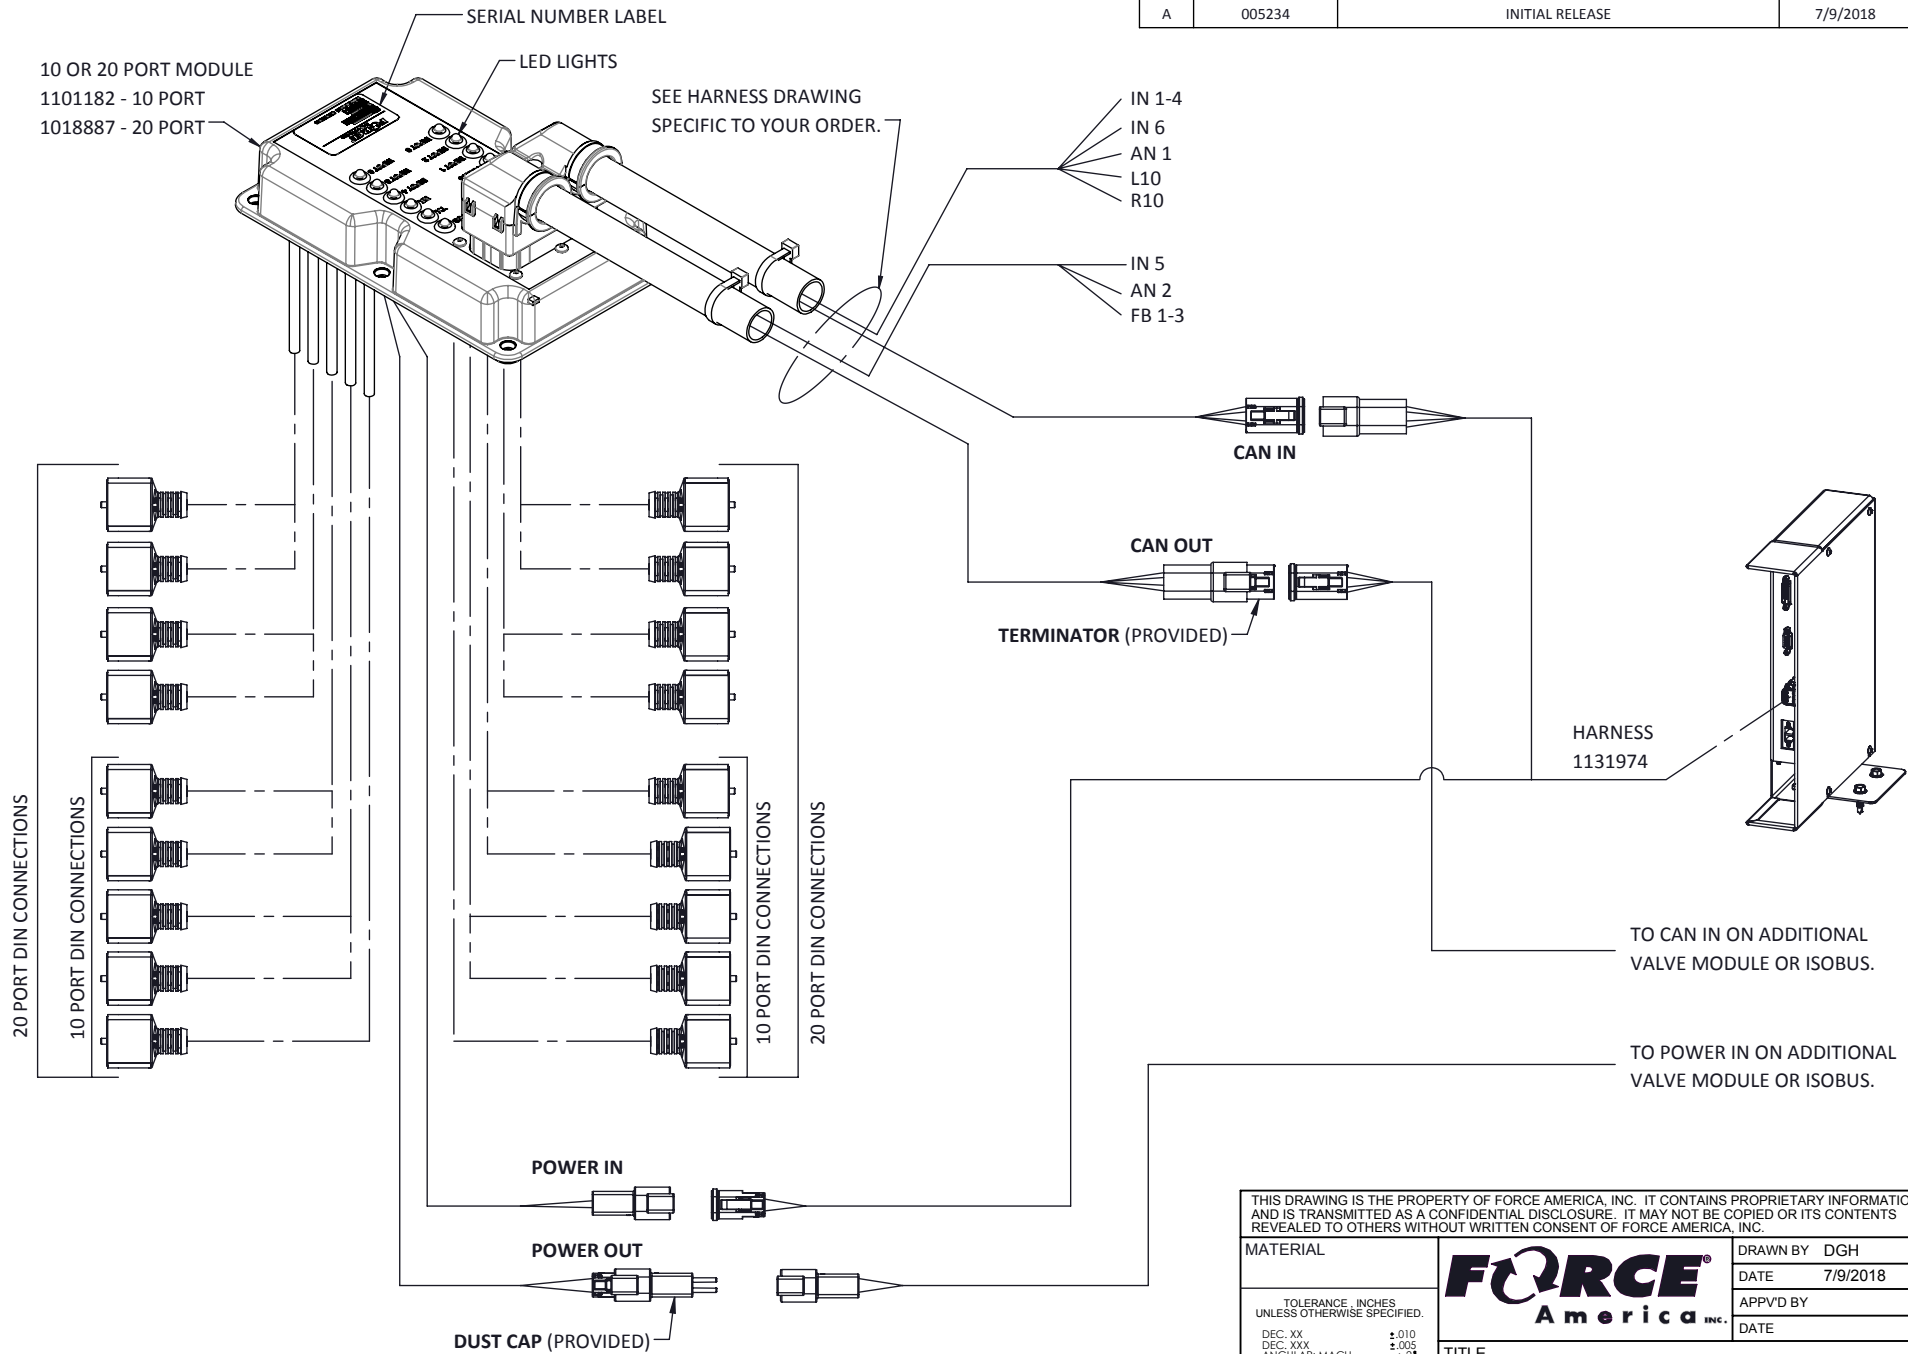 A 005234 INITIAL RELEASE 7/9/2018
SERIAL NUMBER LABEL
LED LIGHTS
10 OR 20 PORT MODULE
1101182 - 10 PORT
1018887 - 20 PORT
SEE HARNESS DRAWING
SPECIFIC TO YOUR ORDER.
IN 1-4
IN 6
AN 1
L10
R10
IN 5
AN 2
FB 1-3
CAN IN
CAN OUT
TERMINATOR (PROVIDED)
HARNESS
1131974
20 PORT DIN CONNECTIONS
10 PORT DIN CONNECTIONS
10 PORT DIN CONNECTIONS
20 PORT DIN CONNECTIONS
TO CAN IN ON ADDITIONAL
VALVE MODULE OR ISOBUS.
TO POWER IN ON ADDITIONAL
VALVE MODULE OR ISOBUS.
POWER IN
POWER OUT
DUST CAP (PROVIDED)
THIS DRAWING IS THE PROPERTY OF FORCE AMERICA, INC. IT CONTAINS PROPRIETARY INFORMATIO
AND IS TRANSMITTED AS A CONFIDENTIAL DISCLOSURE. IT MAY NOT BE COPIED OR ITS CONTENTS
REVEALED TO OTHERS WITHOUT WRITTEN CONSENT OF FORCE AMERICA, INC.
MATERIAL
FORCE®
America INC.
DRAWN BY DGH
DATE 7/9/2018
APPV'D BY
DATE
TOLERANCE, INCHES
UNLESS OTHERWISE SPECIFIED.
DEC. XX ±.010
DEC. XXX ±.005
TITLE